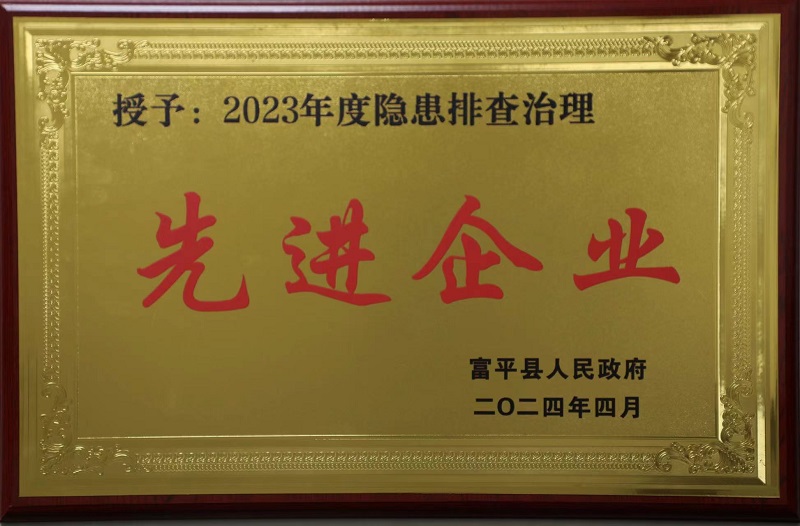 授予：2023年度隐患排查治理
先进企业
富平县人民政府
二〇二四年四月